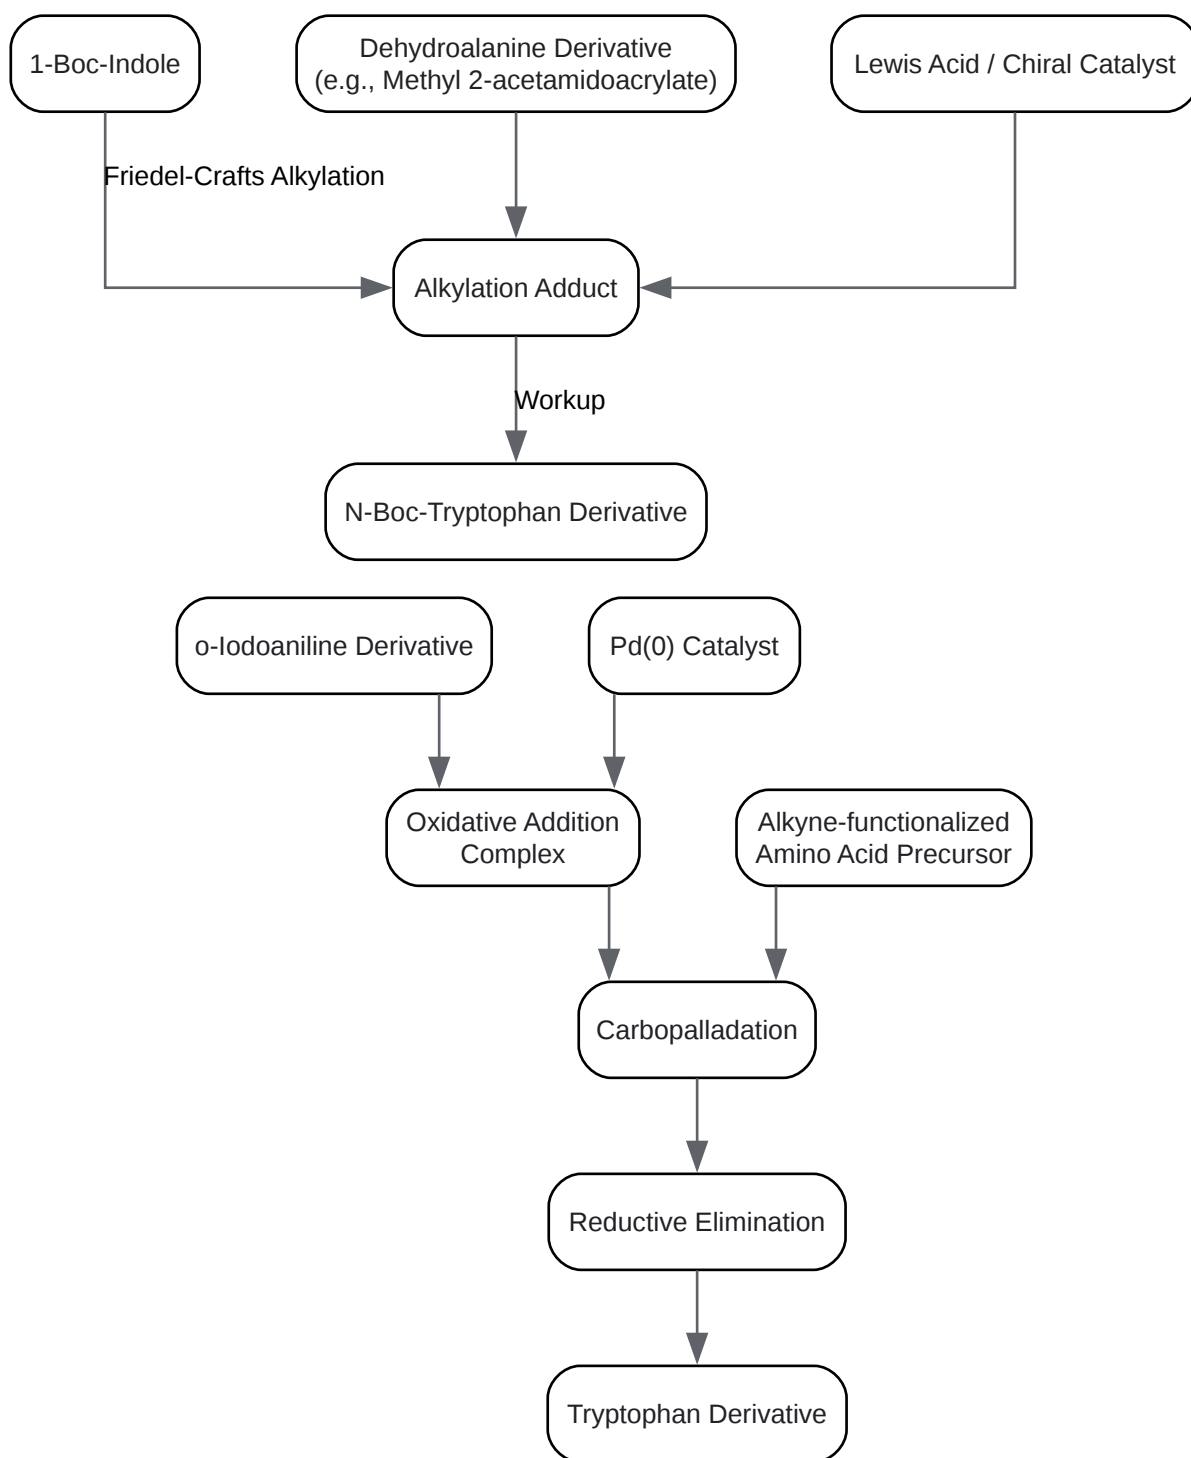 1-Boc-Indole
Dehydroalanine Derivative
(e.g., Methyl 2-acetamidoacrylate)
Lewis Acid / Chiral Catalyst
Friedel-Crafts Alkylation
Alkylation Adduct
Workup
N-Boc-Tryptophan Derivative
o-Iodoaniline Derivative
Pd(0) Catalyst
Oxidative Addition
Complex
Alkyne-functionalized
Amino Acid Precursor
Carbopalladation
Reductive Elimination
Tryptophan Derivative